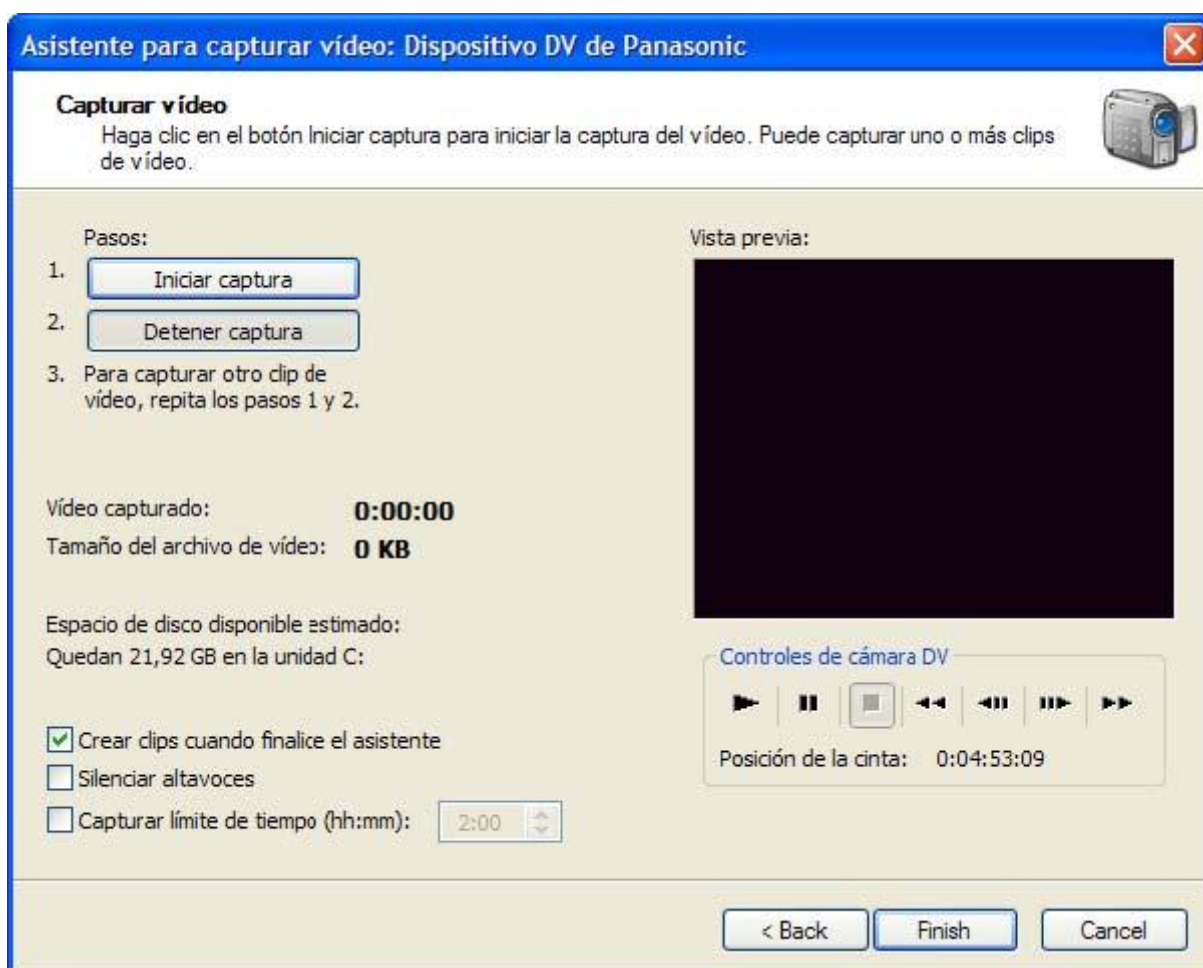 Asistente para capturar vídeo: Dispositivo DV de Panasonic
Capturar vídeo
Haga clic en el botón Iniciar captura para iniciar la captura del vídeo. Puede capturar uno o más clips
de vídeo.
Pasos:
1. Iniciar captura
2. Detener captura
3. Para capturar otro clip de
vídeo, repita los pasos 1 y 2.
Vídeo capturado: 0:00:00
Tamaño del archivo de vídeo: 0 KB
Espacio de disco disponible estimado:
Quedan 21,92 GB en la unidad C:
Crear clips cuando finalice el asistente
Silenciar altavoces
Capturar límite de tiempo (hh:mm): 2:00
Vista previa:
Controles de cámara DV
Posición de la cinta: 0:04:53:09
< Back Finish Cancel